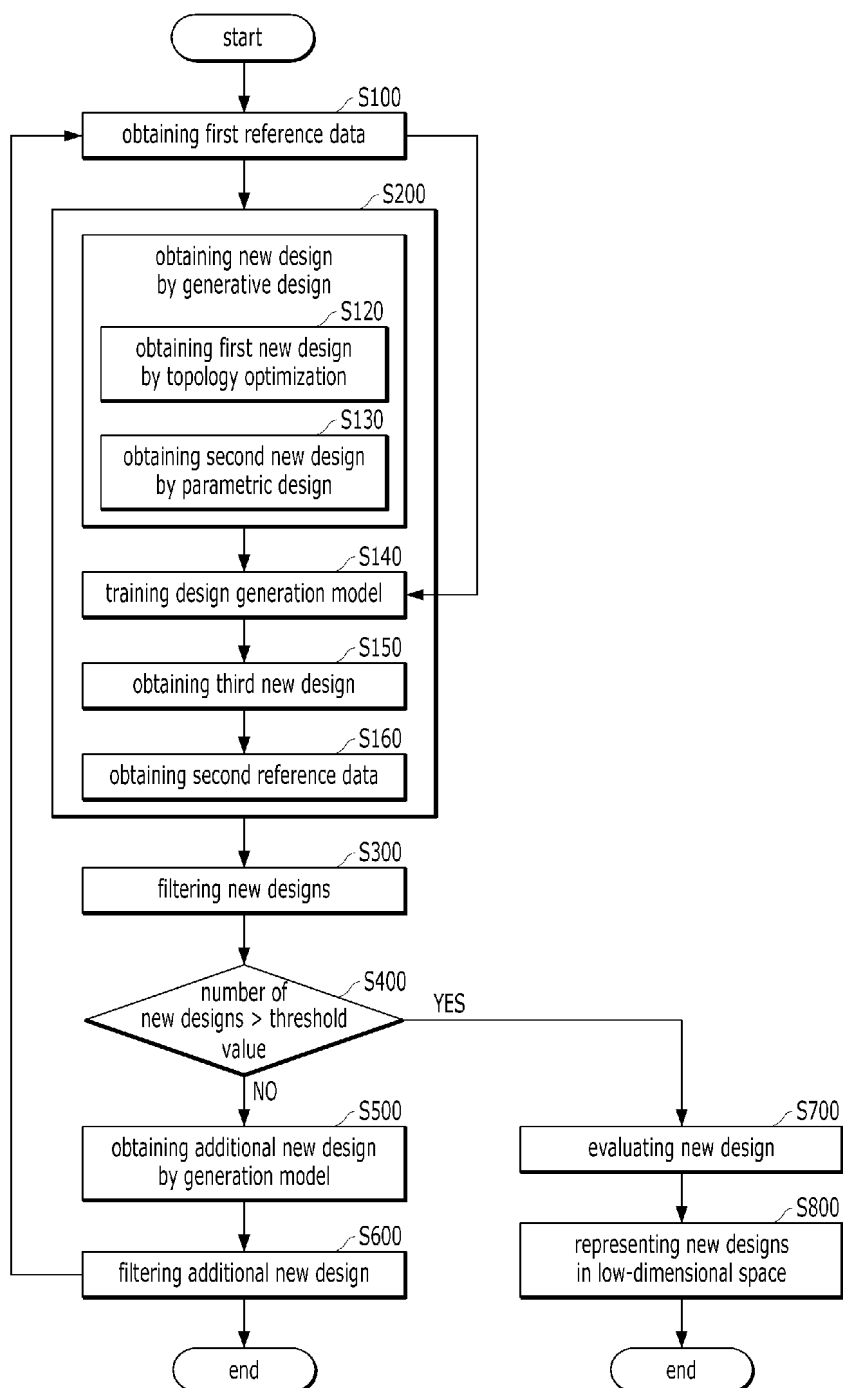 start
S100
obtaining first reference data
S200
obtaining new design
by generative design
S120
obtaining first new design
by topology optimization
S130
obtaining second new design
by parametric design
S140
training design generation model
S150
obtaining third new design
S160
obtaining second reference data
S300
filtering new designs
S400
number of
new designs > threshold
value
YES
NO
S500
obtaining additional new design
by generation model
S600
filtering additional new design
end
S700
evaluating new design
S800
representing new designs
in low-dimensional space
end